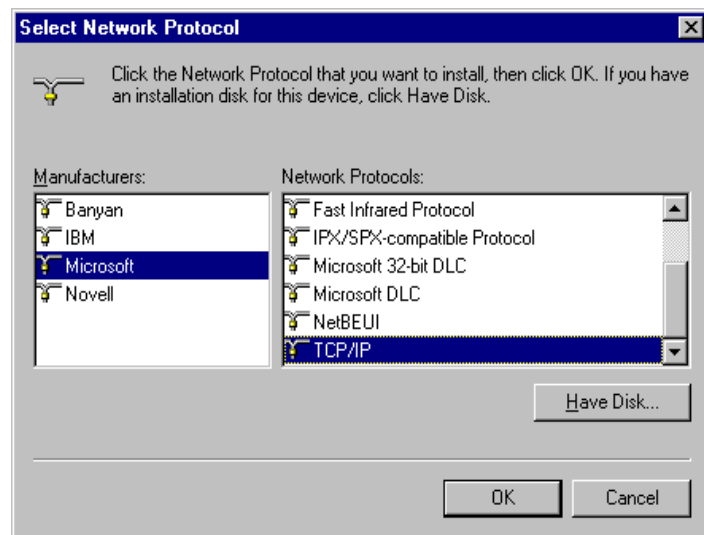 Select Network Protocol
Click the Network Protocol that you want to install, then click OK. If you have
an installation disk for this device, click Have Disk.
Manufacturers:
Banyan
IBM
Microsoft
Novell
Network Protocols:
Fast Infrared Protocol
IPX/SPX-compatible Protocol
Microsoft 32-bit DLC
Microsoft DLC
NetBEUI
TCP/IP
Have Disk...
OK
Cancel